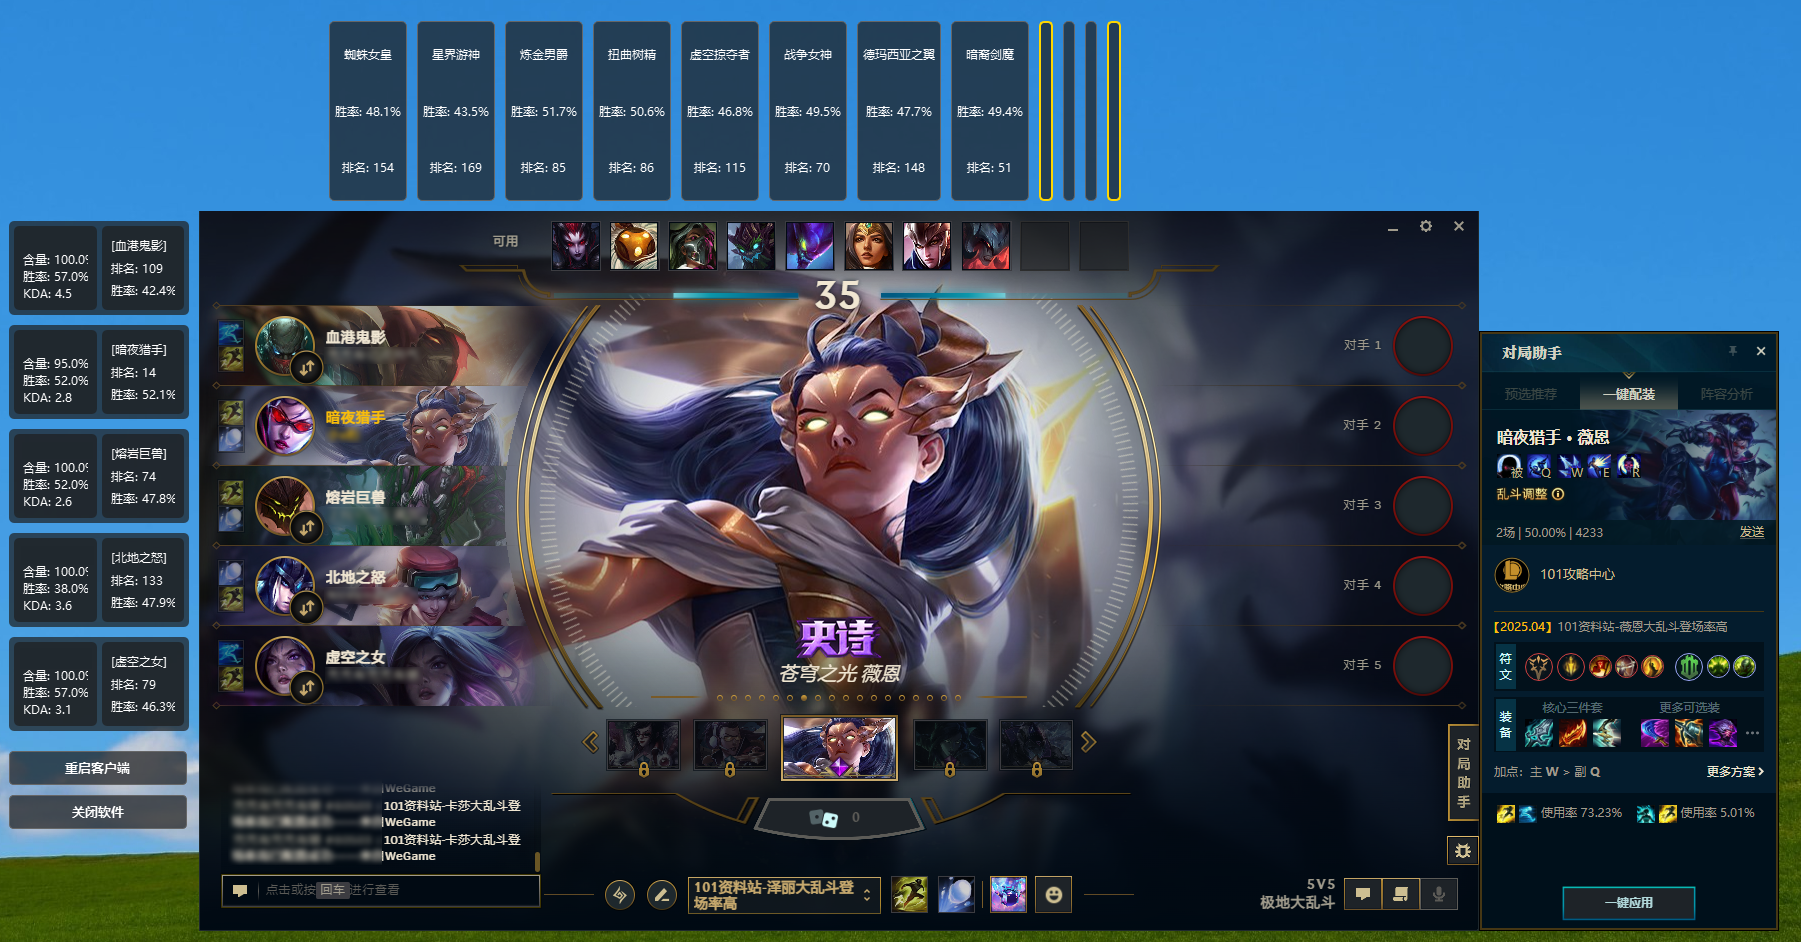 蜘蛛女皇
胜率: 48.1%
排名: 154
星界游神
胜率: 43.5%
排名: 169
炼金男爵
胜率: 51.7%
排名: 85
扭曲树精
胜率: 50.6%
排名: 86
虚空掠夺者
胜率: 46.8%
排名: 115
战争女神
胜率: 49.5%
排名: 70
德玛西亚之翼
胜率: 47.7%
排名: 148
暗裔剑魔
胜率: 49.4%
排名: 51
含量: 100.0%
胜率: 57.0%
KDA: 4.5
[血港鬼影]
排名: 109
胜率: 42.4%
含量: 95.0%
胜率: 52.0%
KDA: 2.8
[暗夜猎手]
排名: 14
胜率: 52.1%
含量: 100.0%
胜率: 52.0%
KDA: 2.6
[熔岩巨兽]
排名: 74
胜率: 47.8%
含量: 100.0%
胜率: 38.0%
KDA: 3.6
[北地之怒]
排名: 133
胜率: 47.9%
含量: 100.0%
胜率: 57.0%
KDA: 3.1
[虚空之女]
排名: 79
胜率: 46.3%
重启客户端
关闭软件
可用
35
血港鬼影
暗夜猎手
熔岩巨兽
北地之怒
虚空之女
史诗
苍穹之光 薇恩
对手 1
对手 2
对手 3
对手 4
对手 5
0
]WeGame
101资料站-卡莎大乱斗登
]WeGame
101资料站-卡莎大乱斗登
]WeGame
点击或按回车进行查看
101资料站-泽丽大乱斗登
场率高
5V5
极地大乱斗
对局助手
对局助手
预选推荐
一键配装
阵容分析
暗夜猎手 • 薇恩
被 Q W E R
乱斗调整
2场 | 50.00% | 4233
发送
101攻略中心
【2025.04】101资料站-薇恩大乱斗登场率高
符文
装备
核心三件套
更多可选装
...
加点: 主 W > 副 Q
更多方案
使用率 73.23%
使用率 5.01%
一键应用